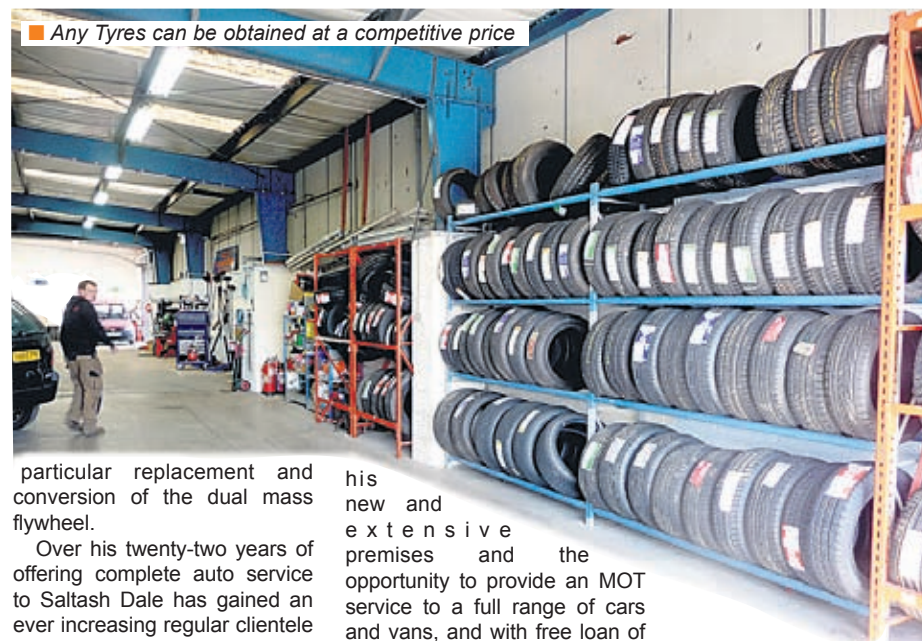 Any Tyres can be obtained at a competitive price
particular replacement and
conversion of the dual mass
flywheel.
Over his twenty-two years of
offering complete auto service
to Saltash Dale has gained an
ever increasing regular clientele
his
new and
extensive
premises and the
opportunity to provide an MOT
service to a full range of cars
and vans, and with free loan of